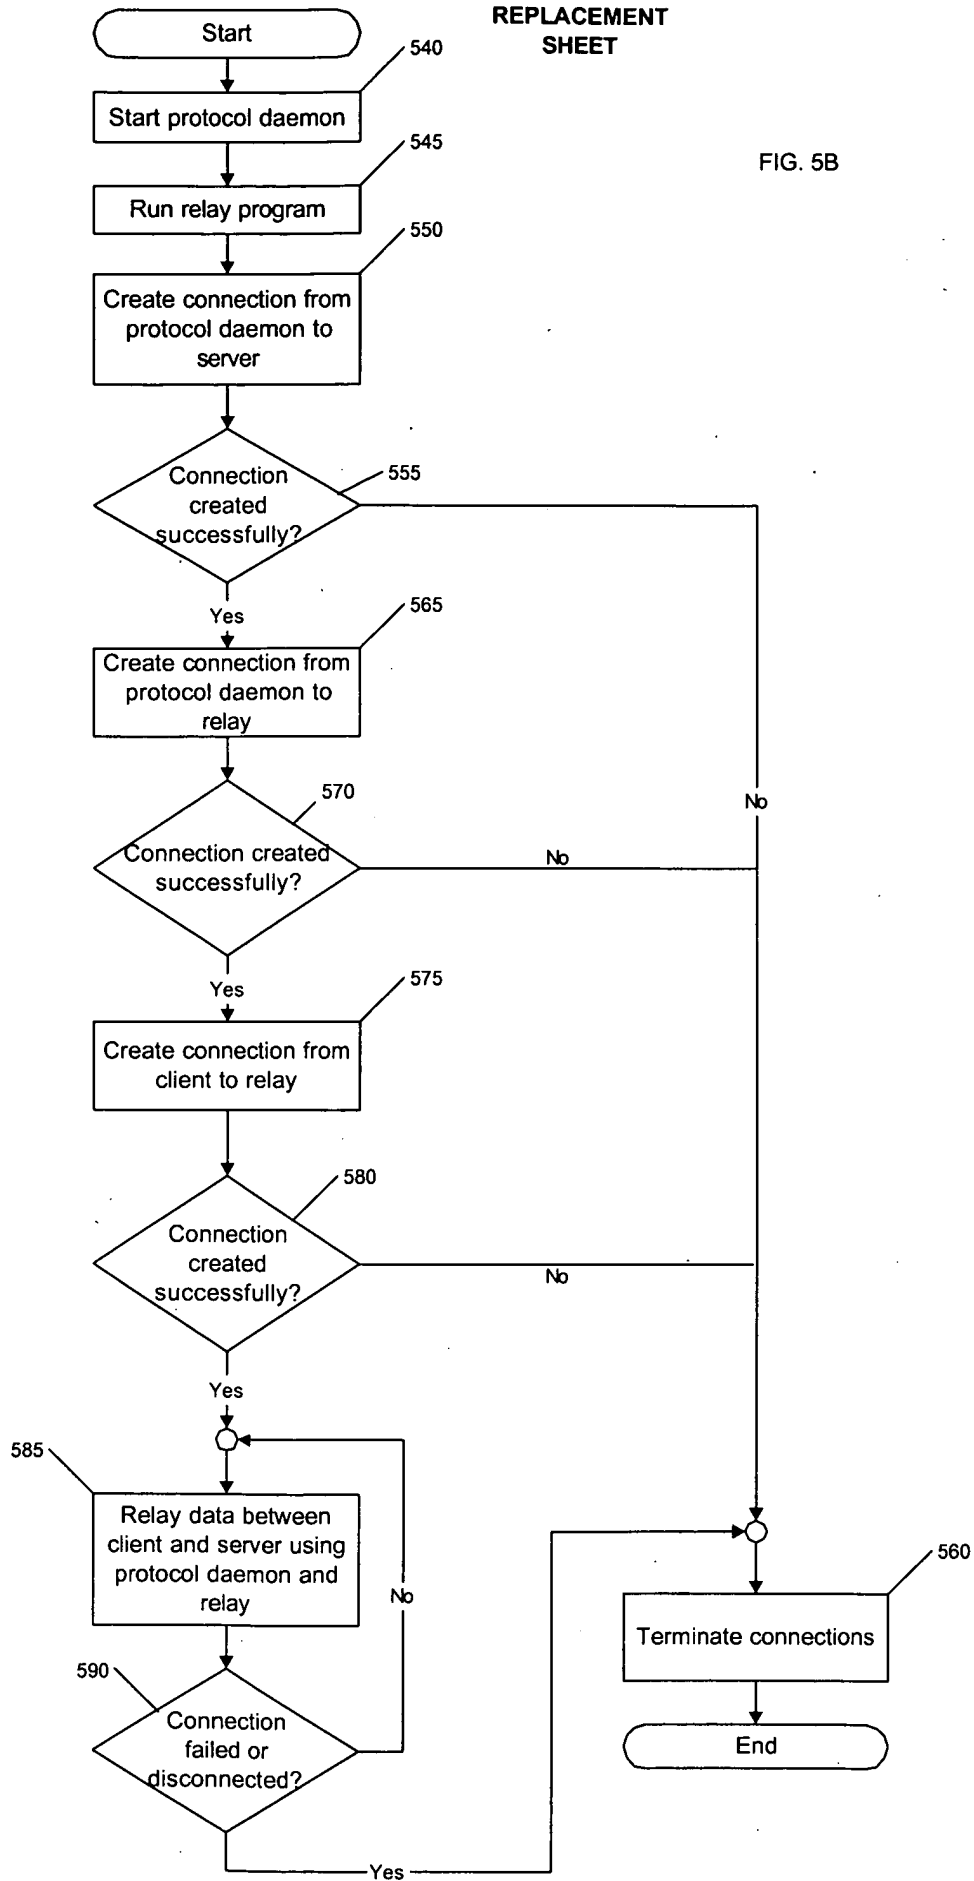 REPLACEMENT
SHEET
FIG. 5B
Start
540
Start protocol daemon
545
Run relay program
550
Create connection from
protocol daemon to
server
555
Connection
created
successfully?
Yes
No
565
Create connection from
protocol daemon to
relay
570
Connection created
successfully?
No
Yes
575
Create connection from
client to relay
580
Connection
created
successfully?
No
Yes
585
Relay data between
client and server using
protocol daemon and
relay
No
590
Connection
failed or
disconnected?
Yes
560
Terminate connections
End